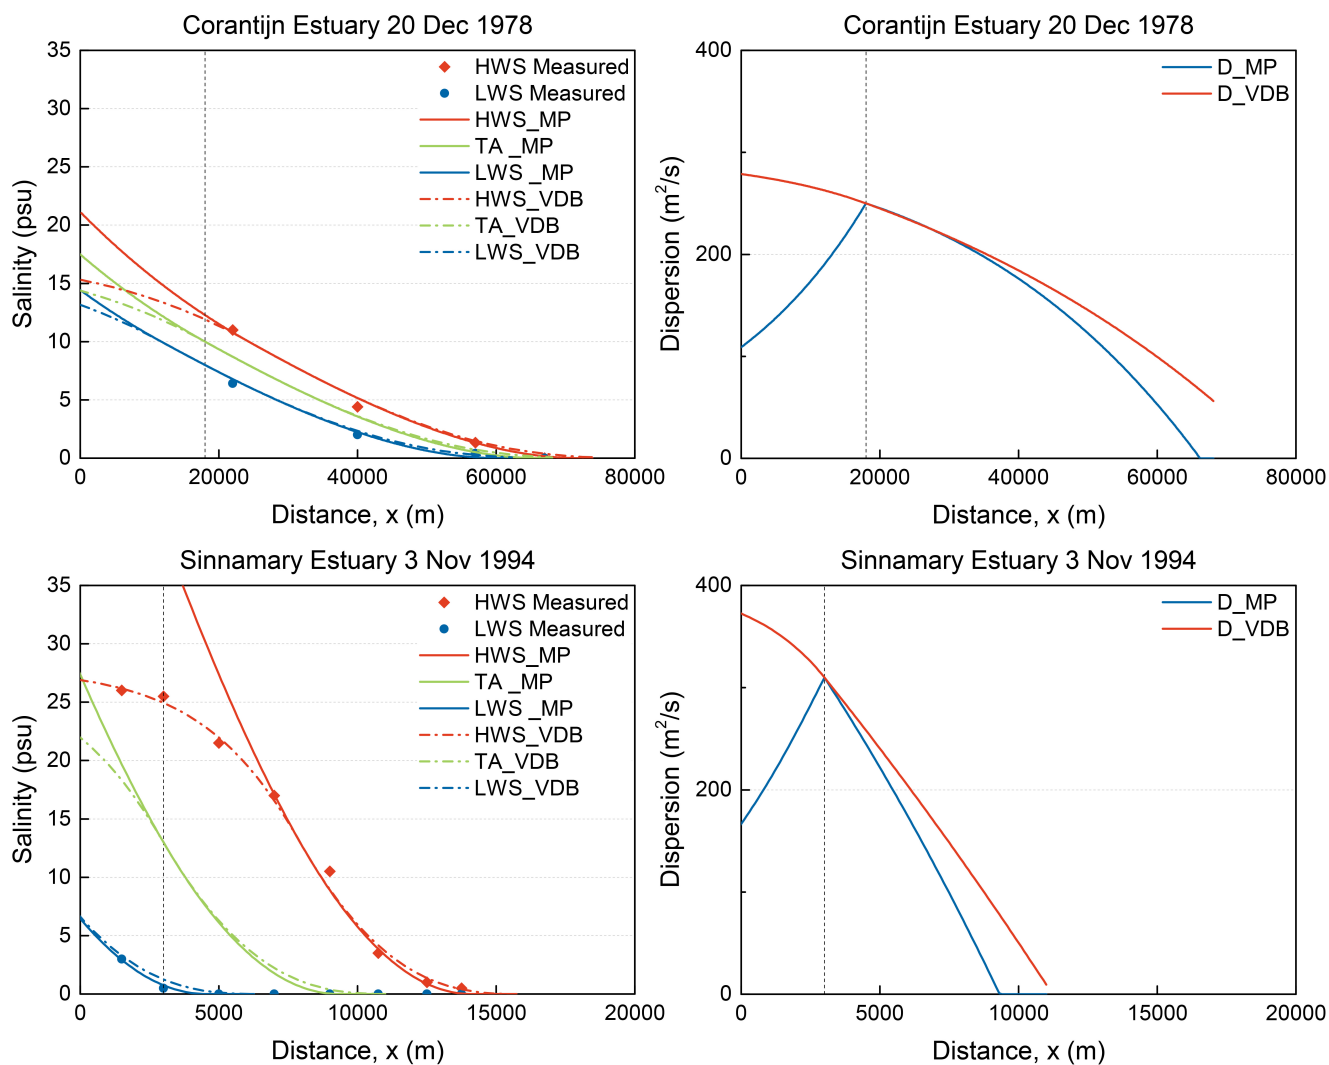 Corantijn Estuary 20 Dec 1978
35
30
25
20
15
10
5
0
Salinity (psu)
HWS Measured
LWS Measured
HWS_MP
TA _MP
LWS _MP
HWS_VDB
TA_VDB
LWS_VDB
0 20000 40000 60000 80000
Distance, x (m)
Corantijn Estuary 20 Dec 1978
400
200
0
Dispersion (m²/s)
D_MP
D_VDB
0 20000 40000 60000 80000
Distance, x (m)
Sinnamary Estuary 3 Nov 1994
35
30
25
20
15
10
5
0
Salinity (psu)
HWS Measured
LWS Measured
HWS_MP
TA _MP
LWS _MP
HWS_VDB
TA_VDB
LWS_VDB
0 5000 10000 15000 20000
Distance, x (m)
Sinnamary Estuary 3 Nov 1994
400
200
0
Dispersion (m²/s)
D_MP
D_VDB
0 5000 10000 15000 20000
Distance, x (m)